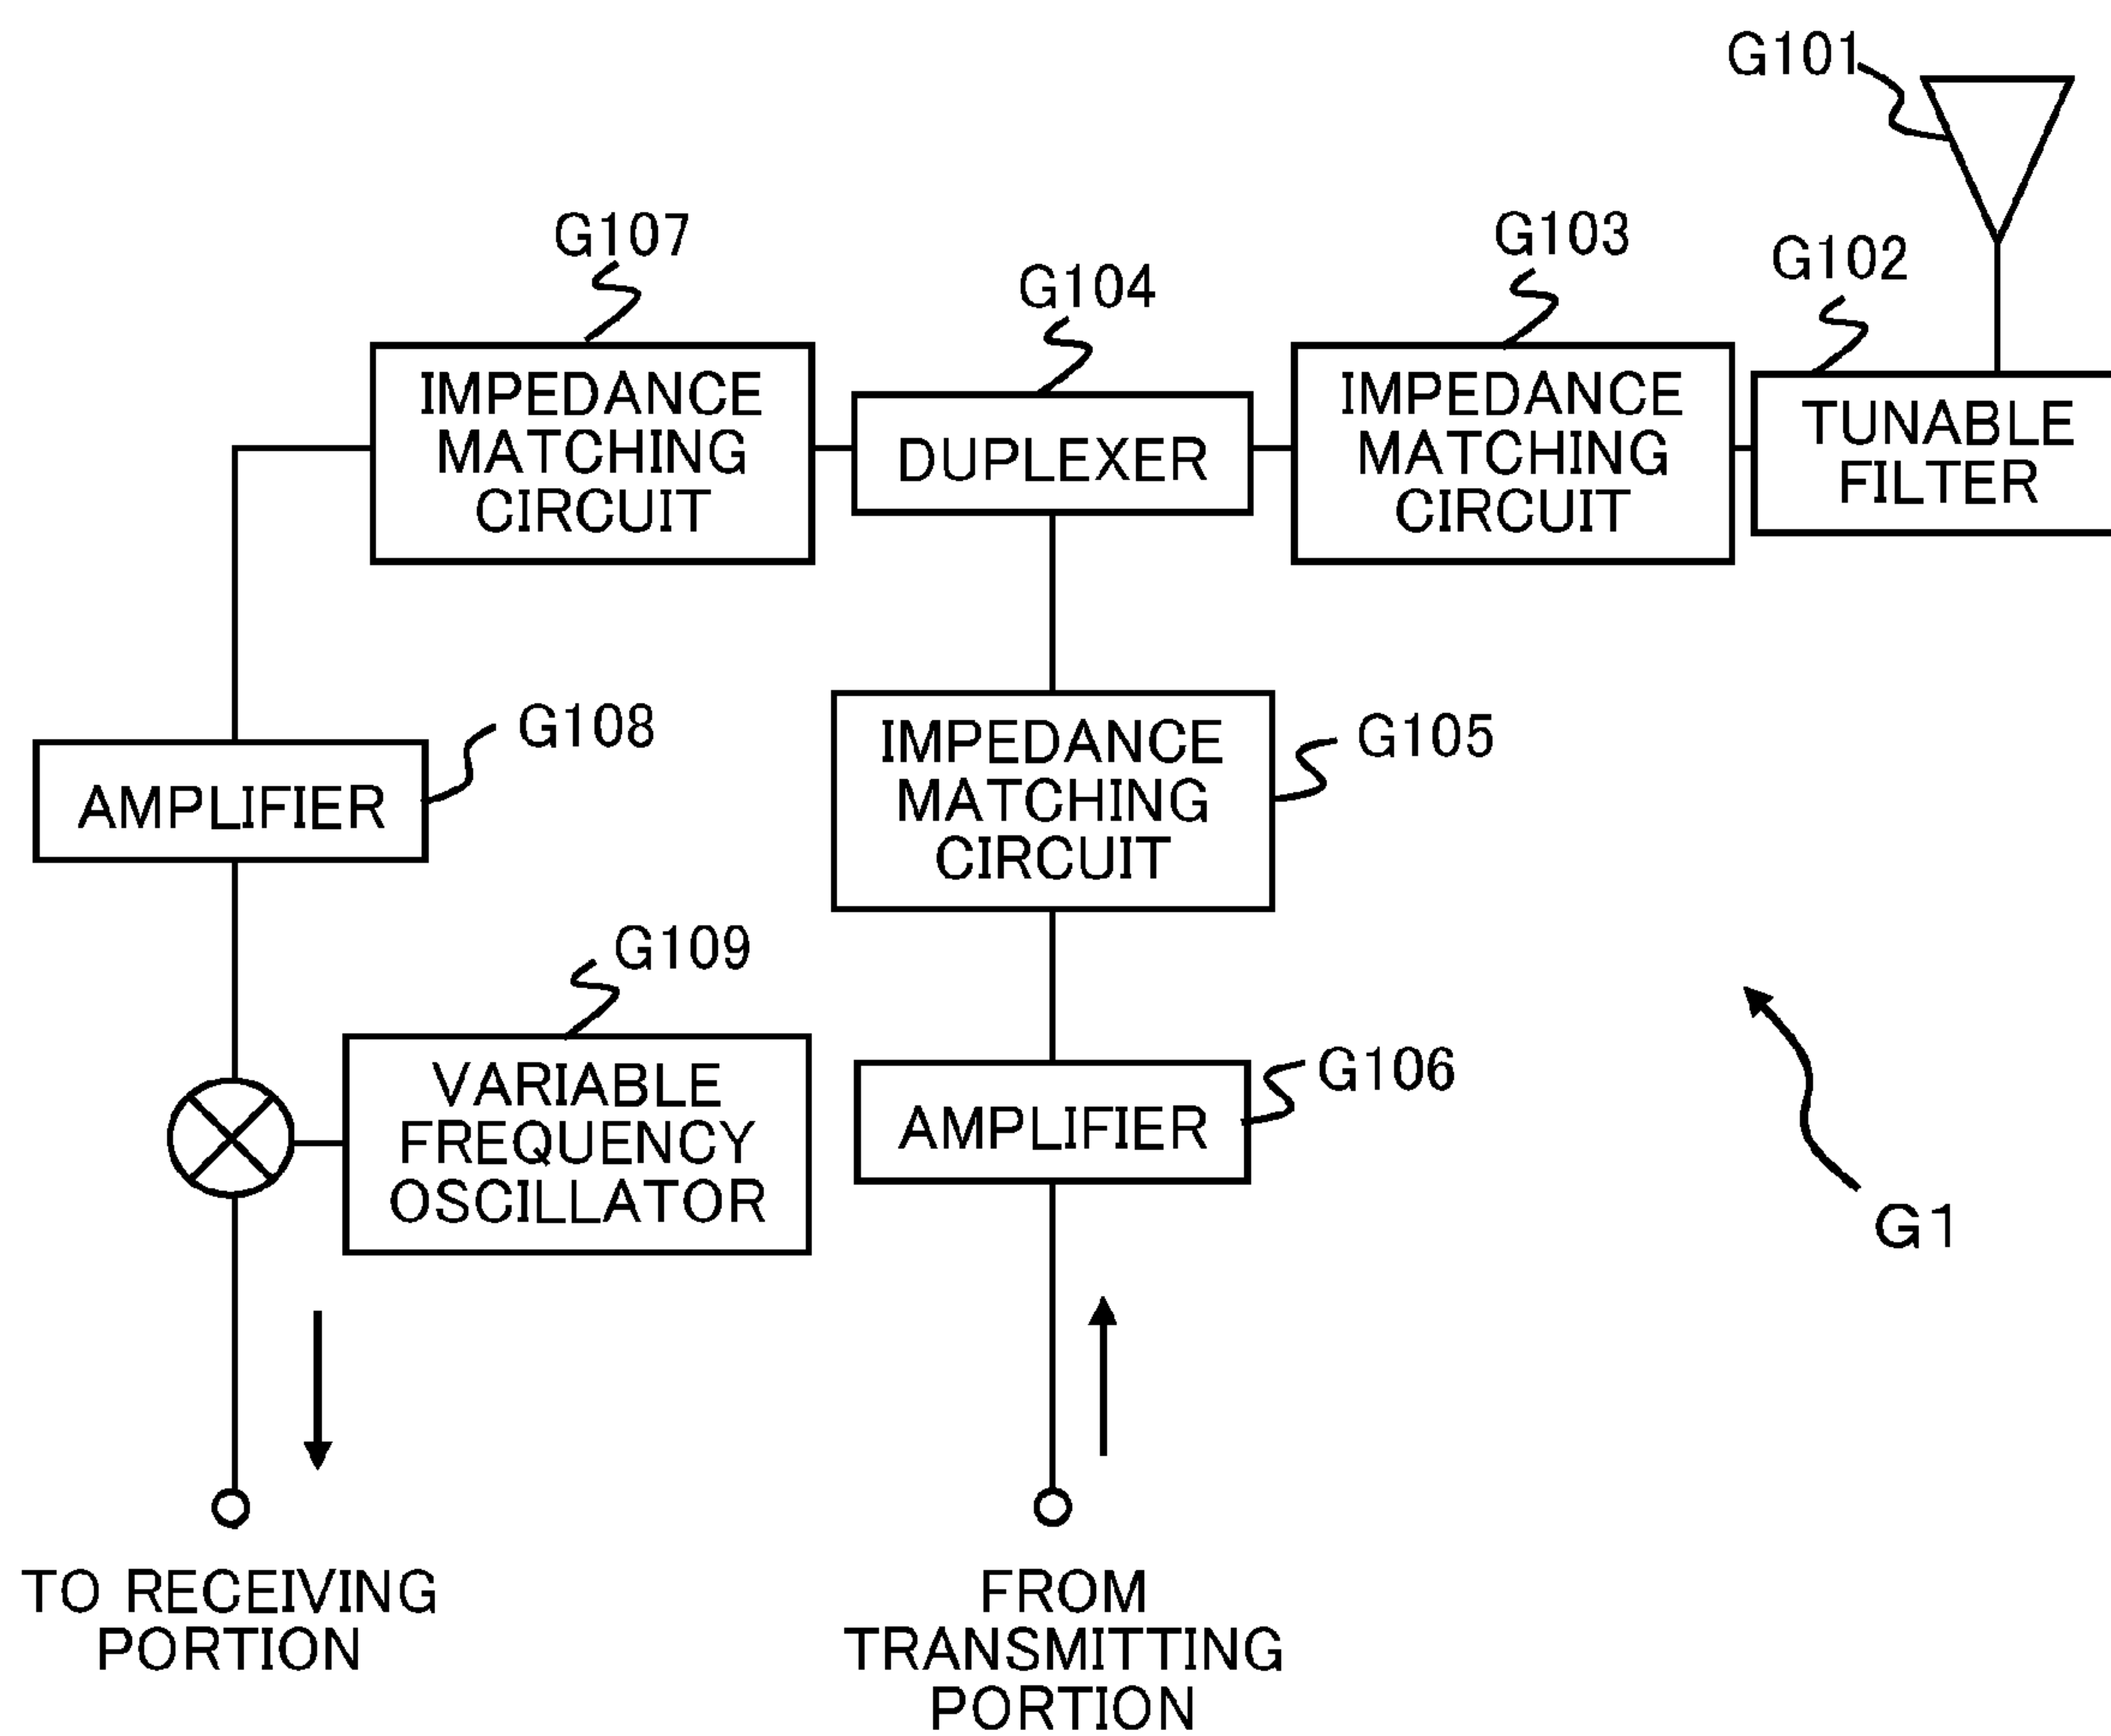 G101
G107
G103
G102
G104
IMPEDANCE
MATCHING
CIRCUIT
DUPLEXER
IMPEDANCE
MATCHING
CIRCUIT
TUNABLE
FILTER
G108
AMPLIFIER
IMPEDANCE
MATCHING
CIRCUIT
G105
G109
VARIABLE
FREQUENCY
OSCILLATOR
AMPLIFIER
G106
G1
TO RECEIVING
PORTION
FROM
TRANSMITTING
PORTION